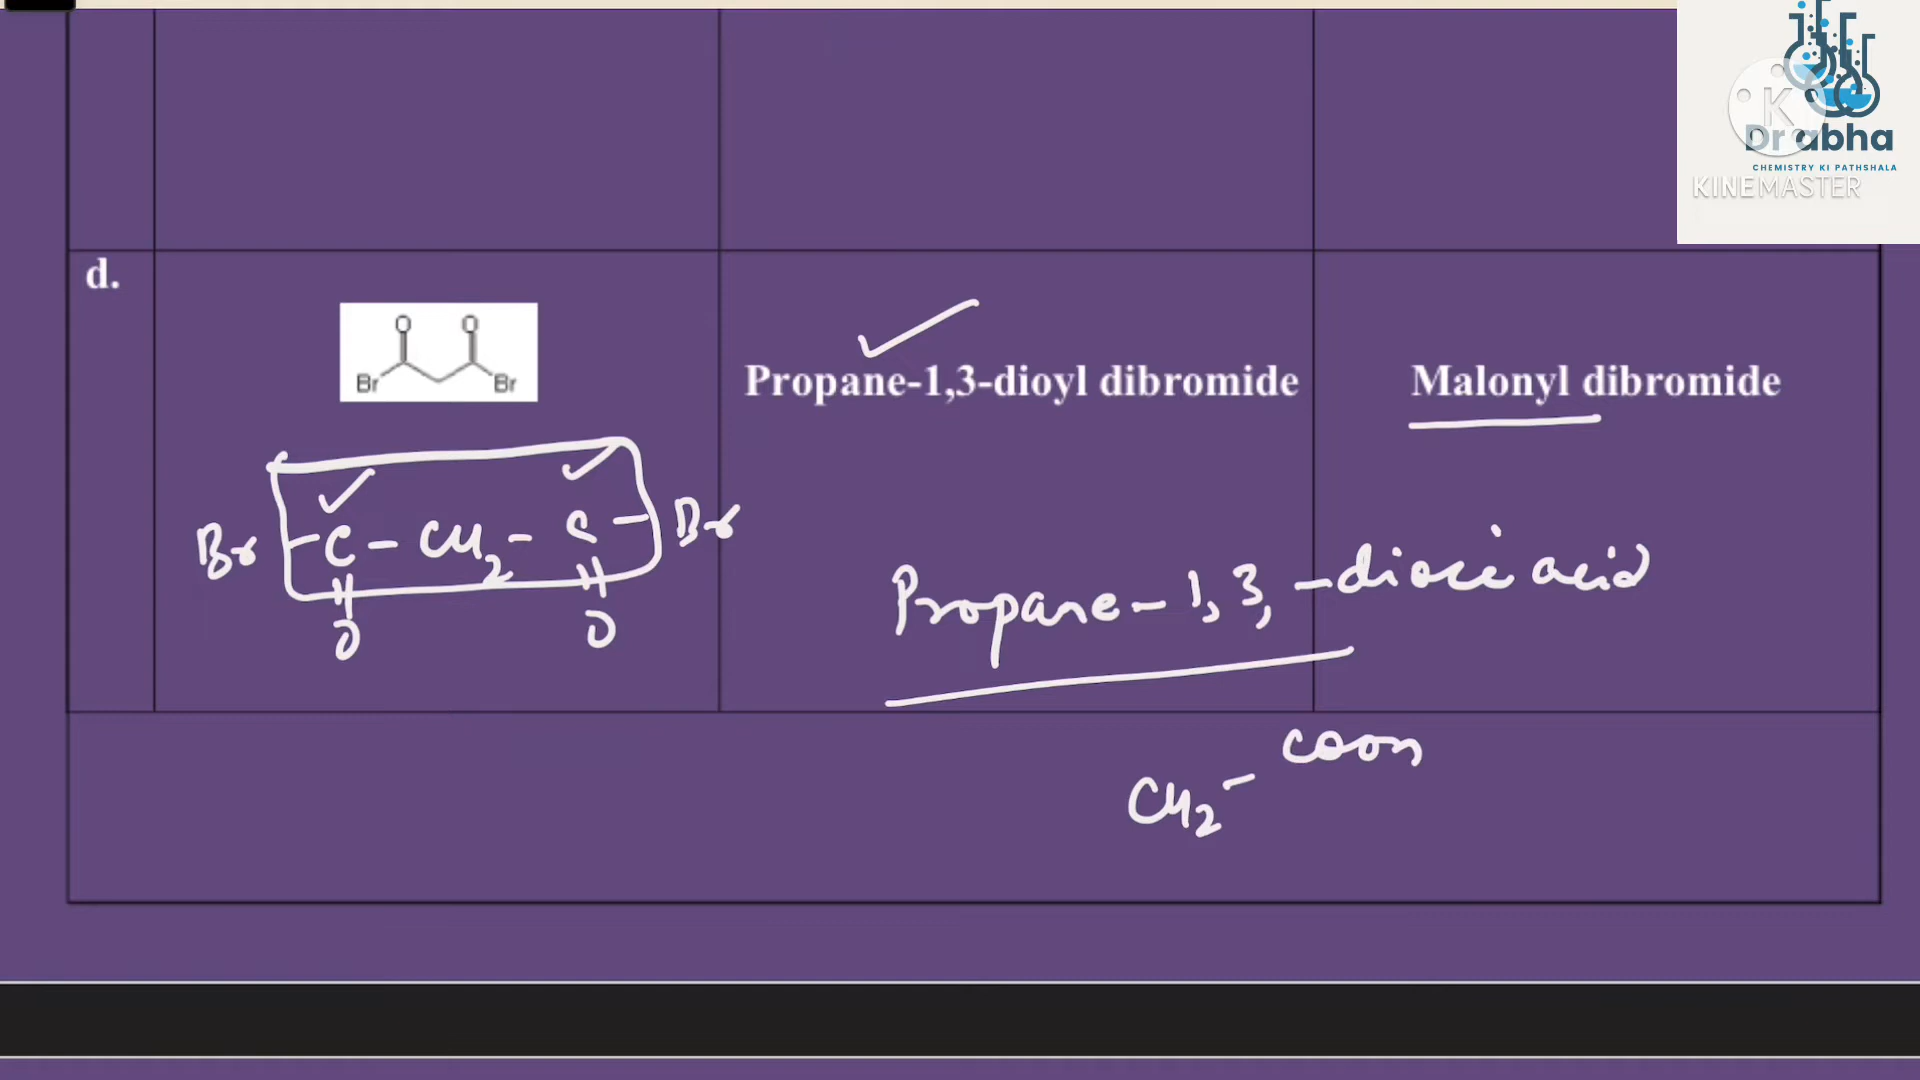 Dr abha
CHEMISTRY KI PATHSHALA
KINEMASTER
d.
O O
Br Br
Propane-1,3-dioyl dibromide
Malonyl dibromide
Br - C - CH2 - C - Br
O O
Propane - 1, 3, - dioic acid
CH2 - COOH